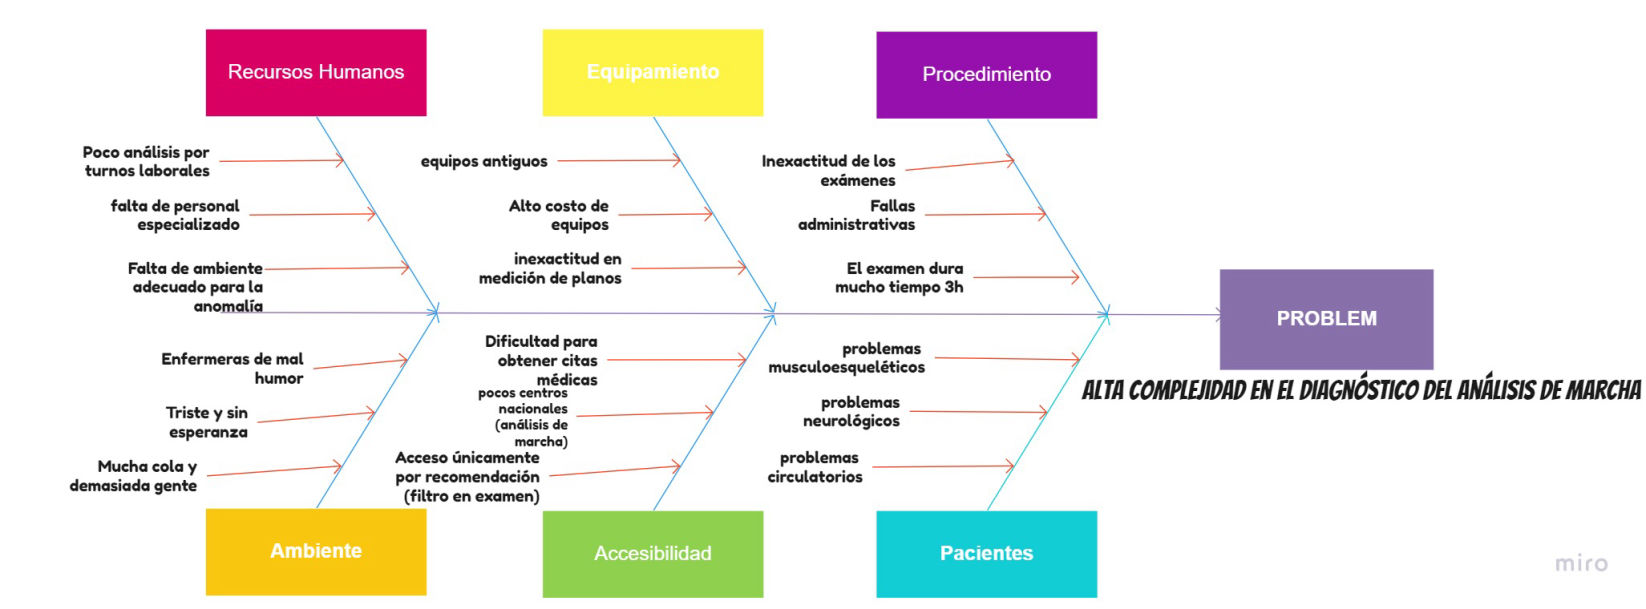 Recursos Humanos
Equipamiento
Procedimiento
Poco análisis por
turnos laborales
falta de personal
especializado
Falta de ambiente
adecuado para la
anomalía
equipos antiguos
Alto costo de
equipos
inexactitud en
medición de planos
Inexactitud de los
exámenes
Fallas
administrativas
El examen dura
mucho tiempo 3h
PROBLEM
ALTA COMPLEJIDAD EN EL DIAGNÓSTICO DEL ANÁLISIS DE MARCHA
Enfermeras de mal
humor
Triste y sin
esperanza
Mucha cola y
demasiada gente
Dificultad para
obtener citas
médicas
pocos centros
nacionales
(análisis de
marcha)
Acceso únicamente
por recomendación
(filtro en examen)
problemas
musculoesqueléticos
problemas
neurológicos
problemas
circulatorios
Ambiente
Accesibilidad
Pacientes
miro